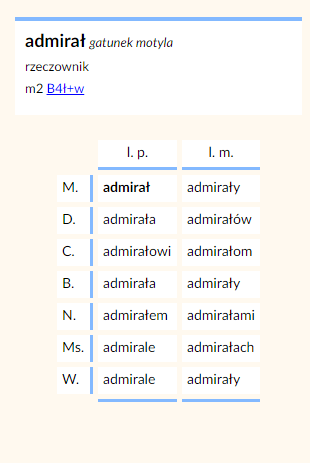 admirał gatunek motyla
rzeczownik
m2 B4ł+w
l. p. l. m.
M. admirał admirały
D. admirała admirałów
C. admirałowi admirałom
B. admirała admirały
N. admirałem admirałami
Ms. admirale admirałach
W. admirale admirały